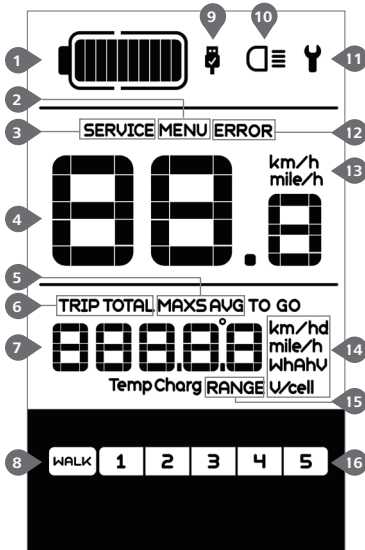 9 10
1 11
2
3 SERVICE MENU ERROR 12
km/h
mile/h 13
4 88.8
5
6 TRIP TOTAL MAXS AVG TO GO
7 888.8.°8 km/hd
mile/h 14
WhAhV
Temp Charg RANGE V/cell
15
8 WALK 1 2 3 4 5 16